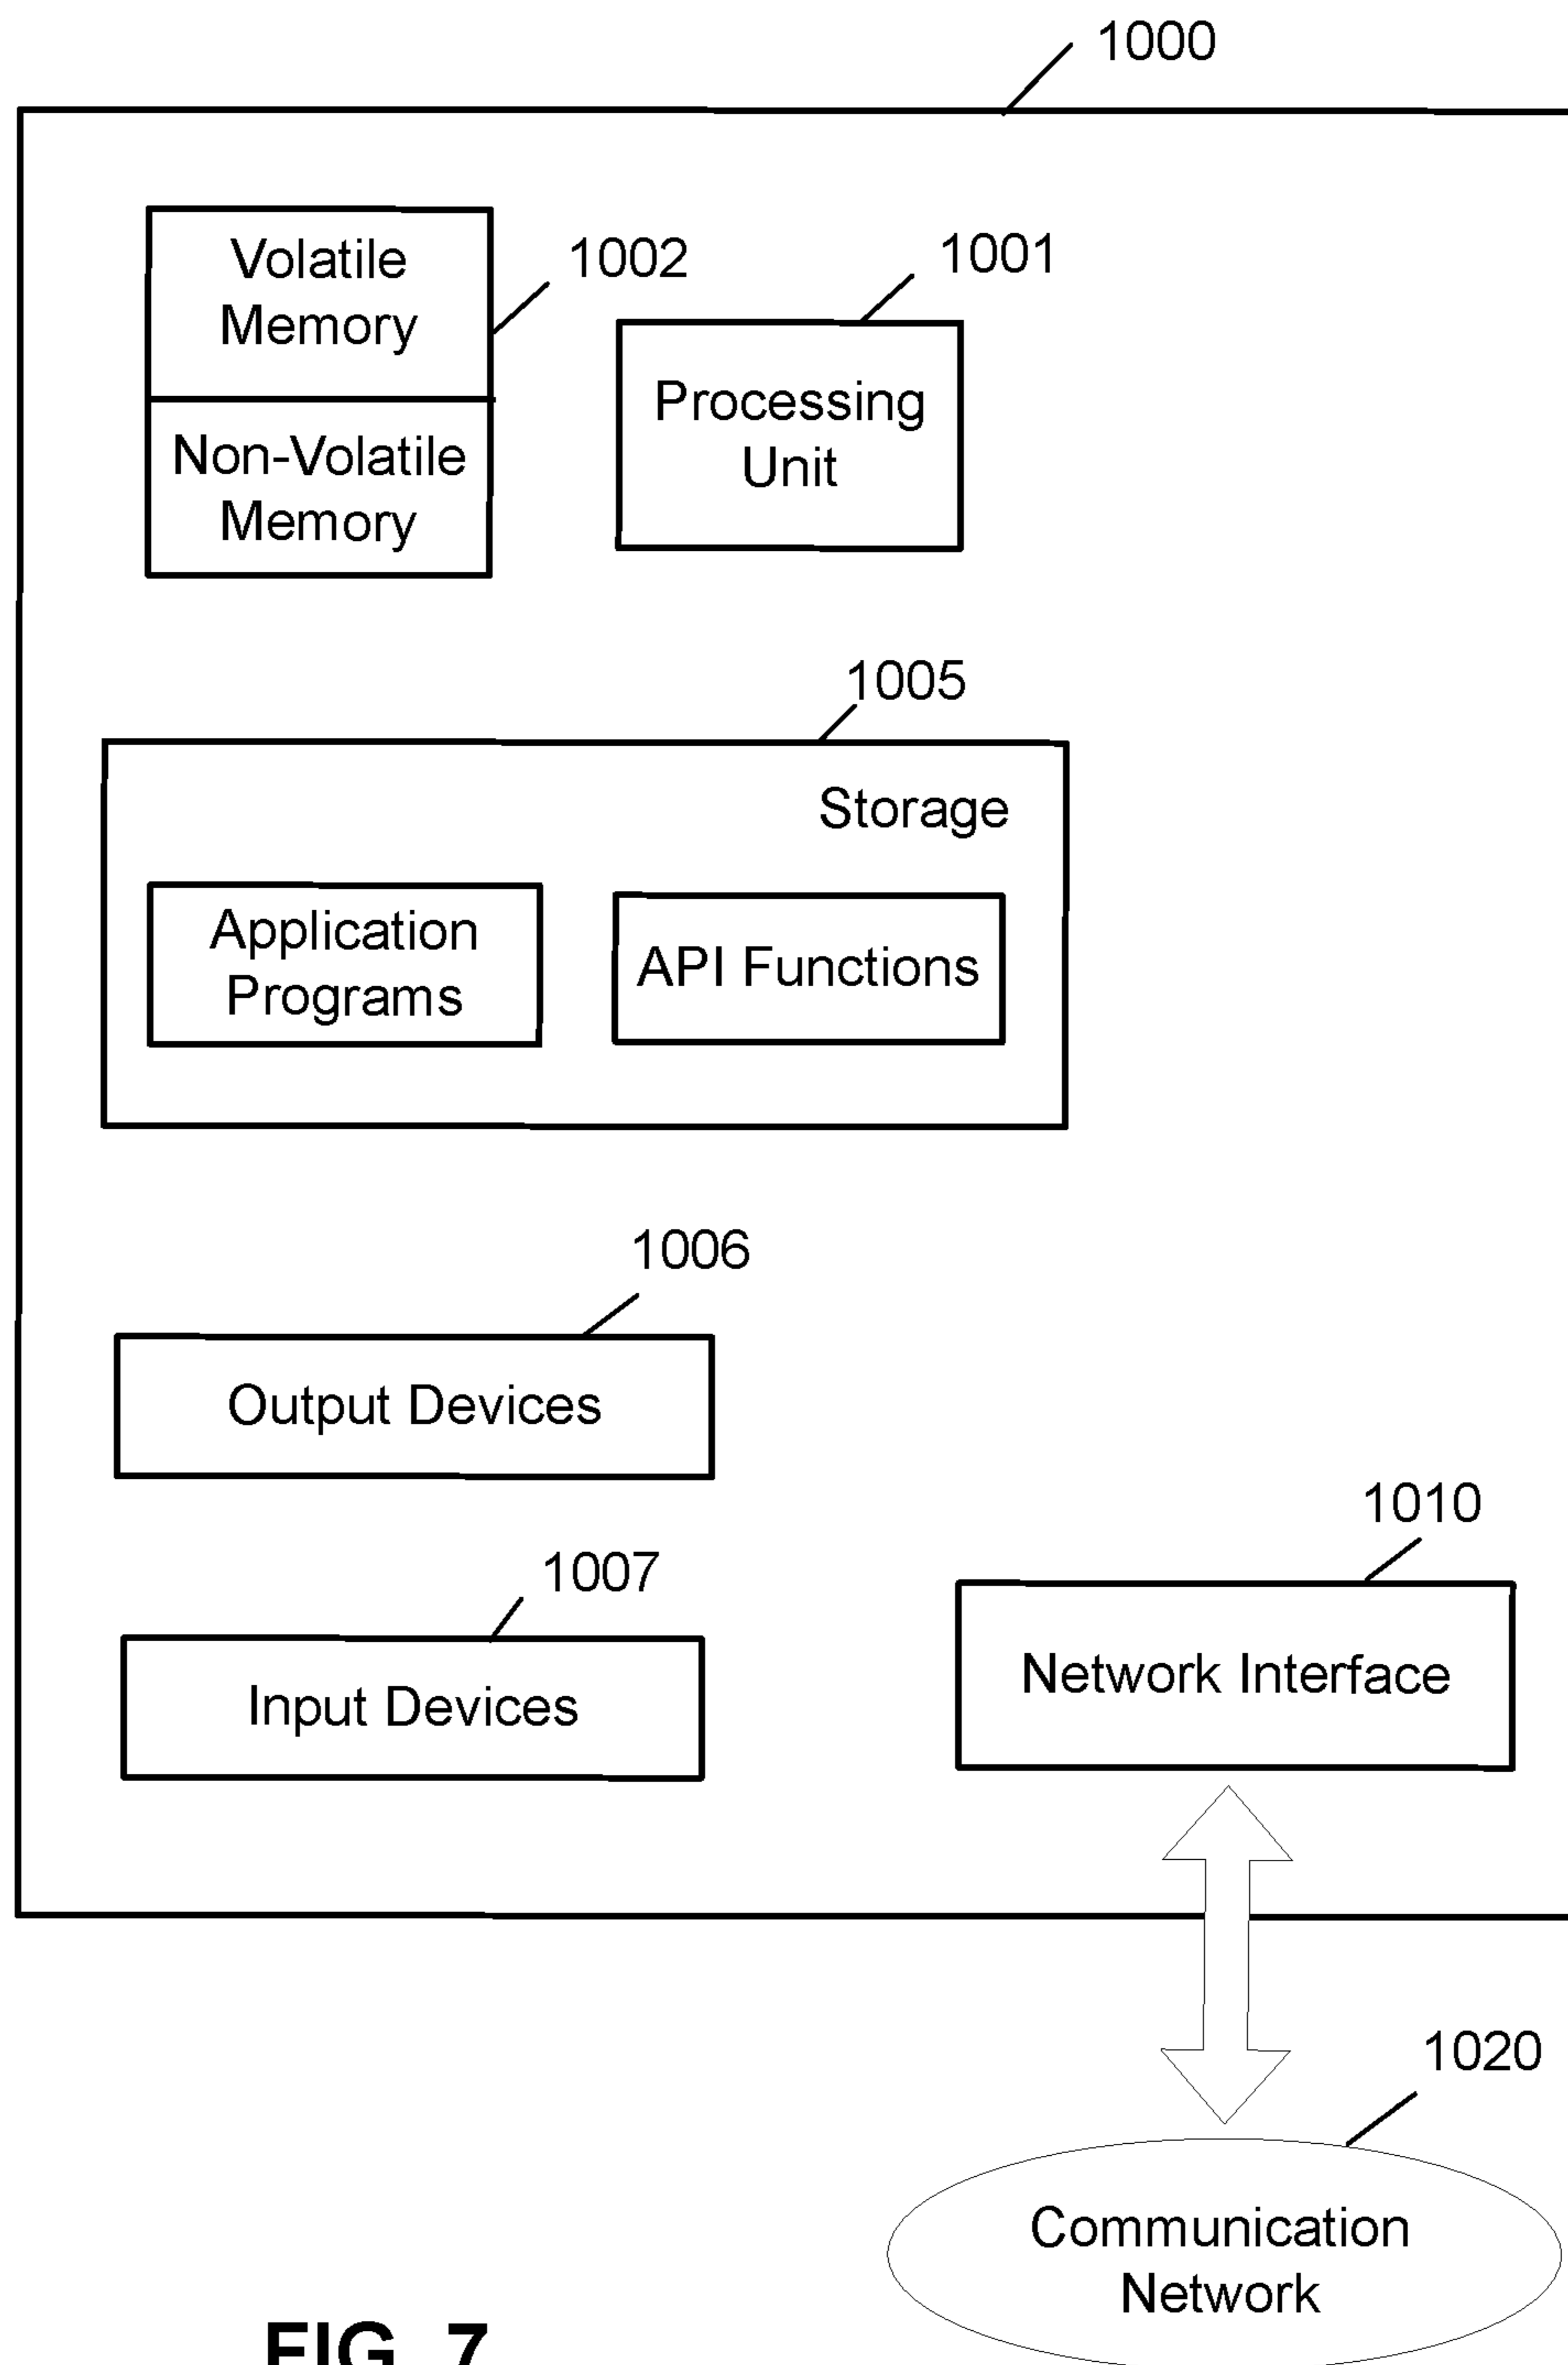 1000
Volatile
Memory
1002
1001
Non-Volatile
Memory
Processing
Unit
1005
Storage
Application
Programs
API Functions
1006
Output Devices
1010
1007
Input Devices
Network Interface
1020
Communication
Network
FIG. 7